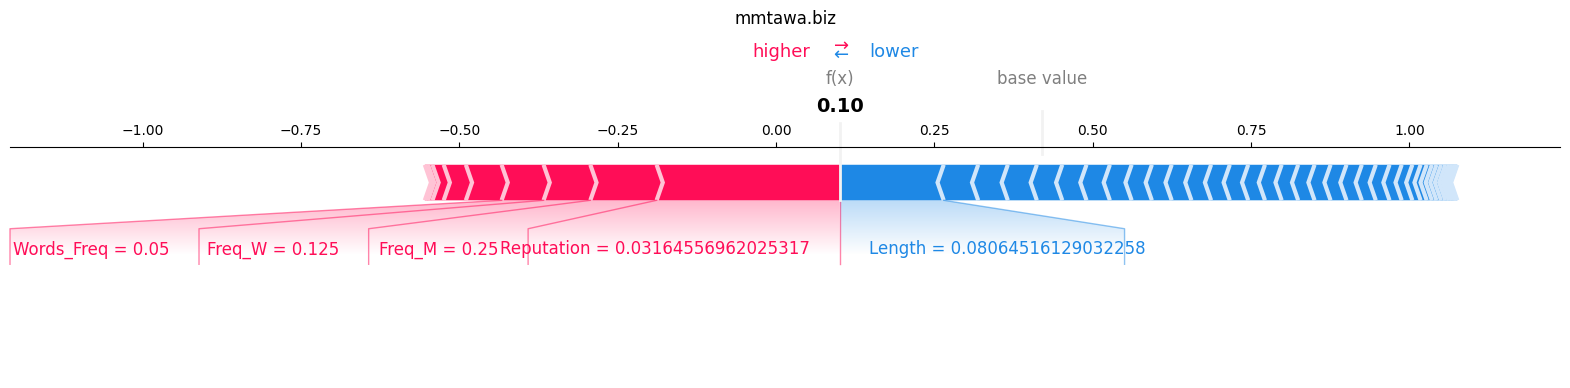 mmtawa.biz
higher ⇄ lower
f(x) base value
0.10
−1.00 −0.75 −0.50 −0.25 0.00 0.25 0.50 0.75 1.00
Words_Freq = 0.05 Freq_W = 0.125 Freq_M = 0.25 Reputation = 0.03164556962025317 Length = 0.08064516129032258